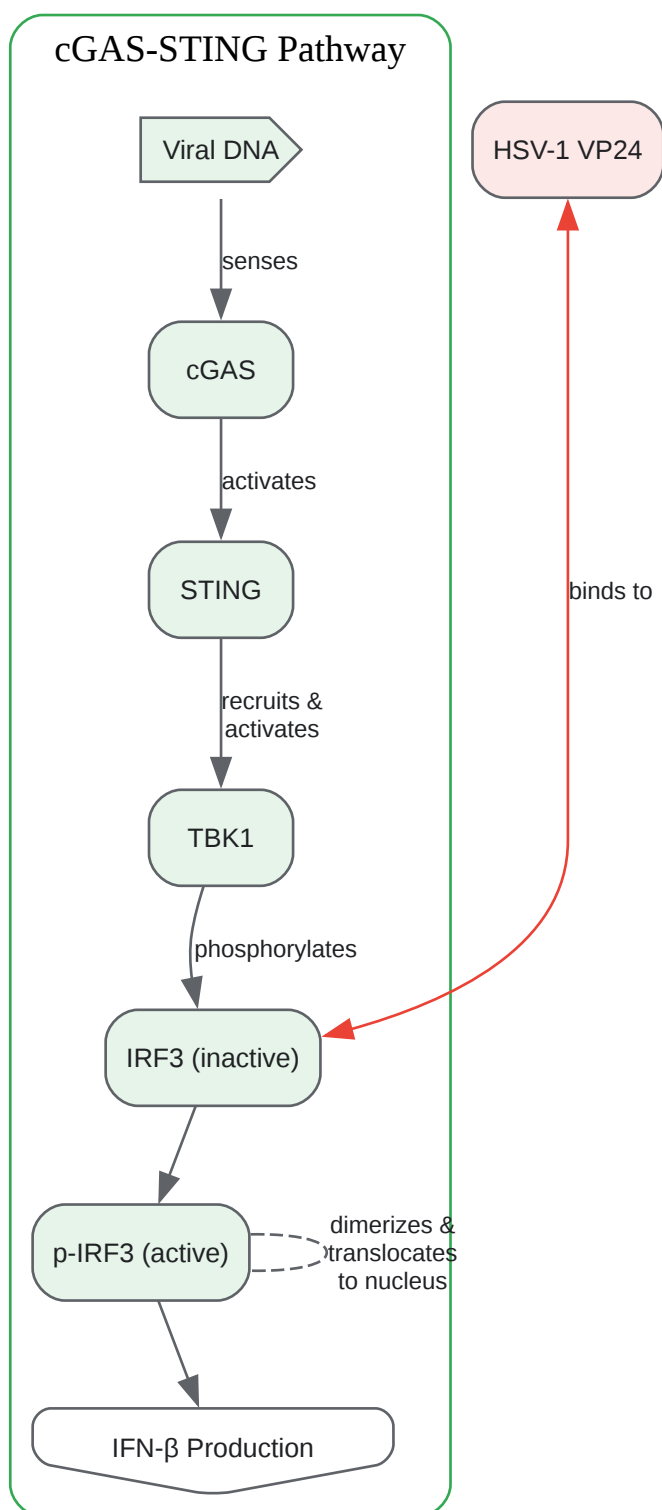 cGAS-STING Pathway
Viral DNA
HSV-1 VP24
senses
cGAS
activates
STING
binds to
recruits &
activates
TBK1
phosphorylates
IRF3 (inactive)
p-IRF3 (active)
dimerizes &
translocates
to nucleus
IFN-β Production